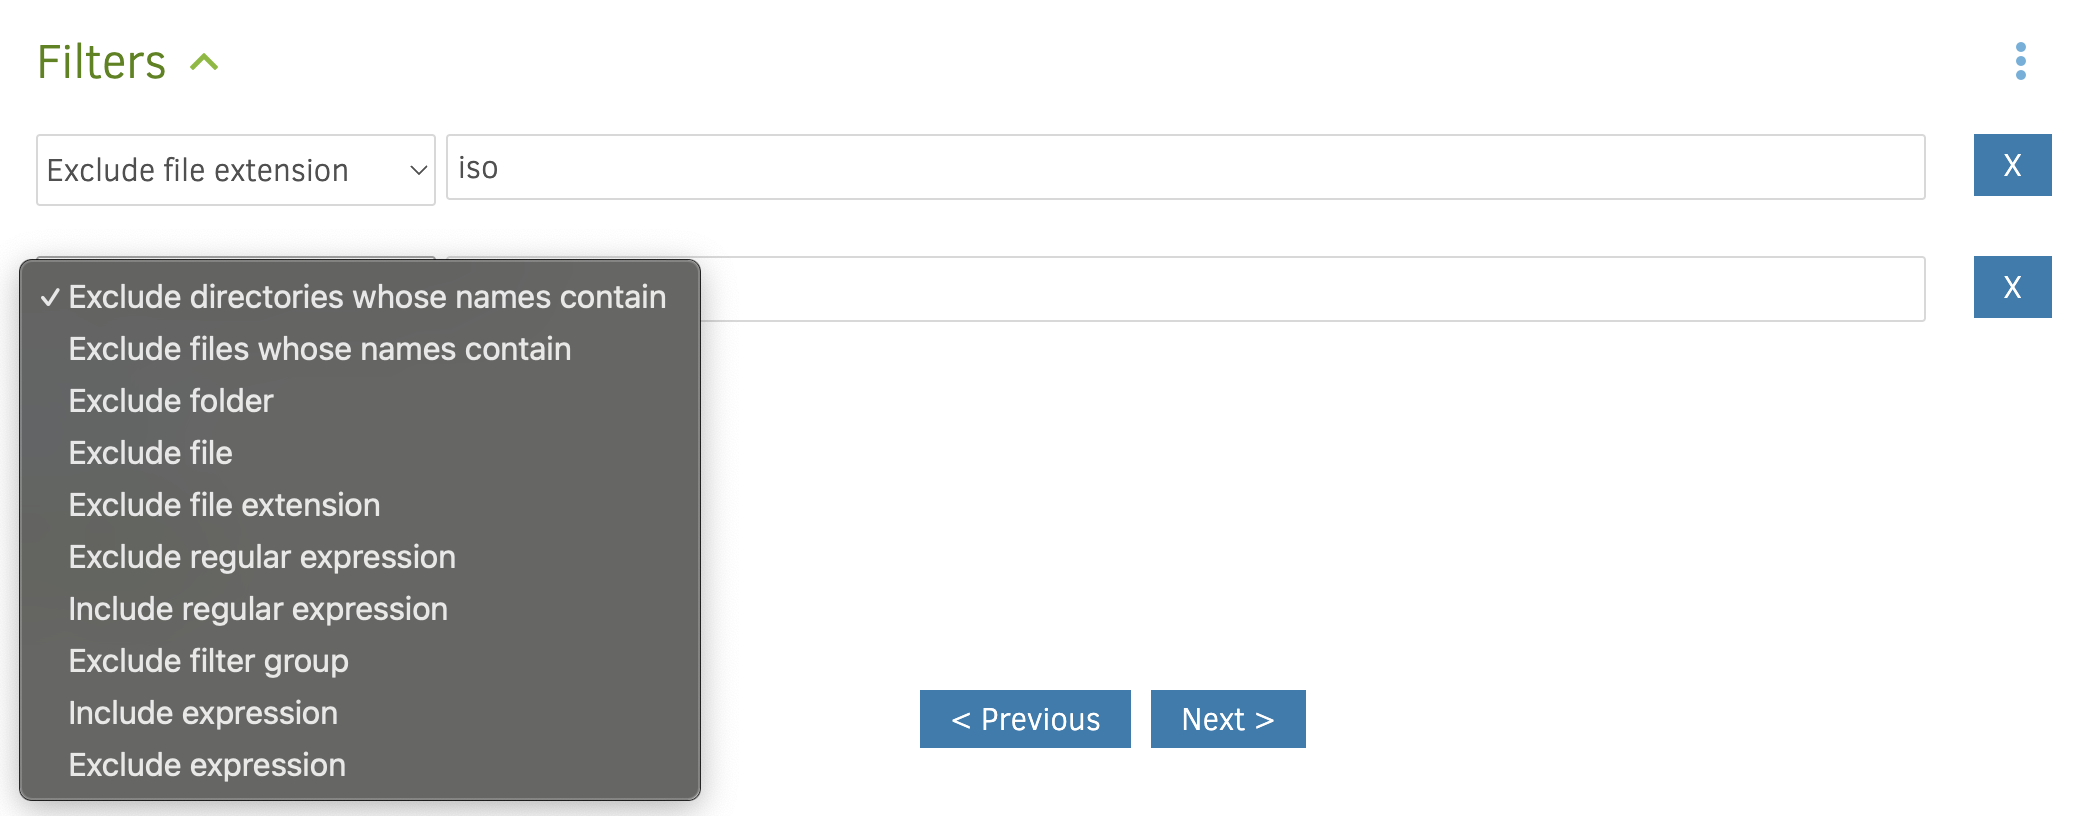 Filters
Exclude file extension
iso
X
X
✓ Exclude directories whose names contain
Exclude files whose names contain
Exclude folder
Exclude file
Exclude file extension
Exclude regular expression
Include regular expression
Exclude filter group
Include expression
Exclude expression
< Previous
Next >